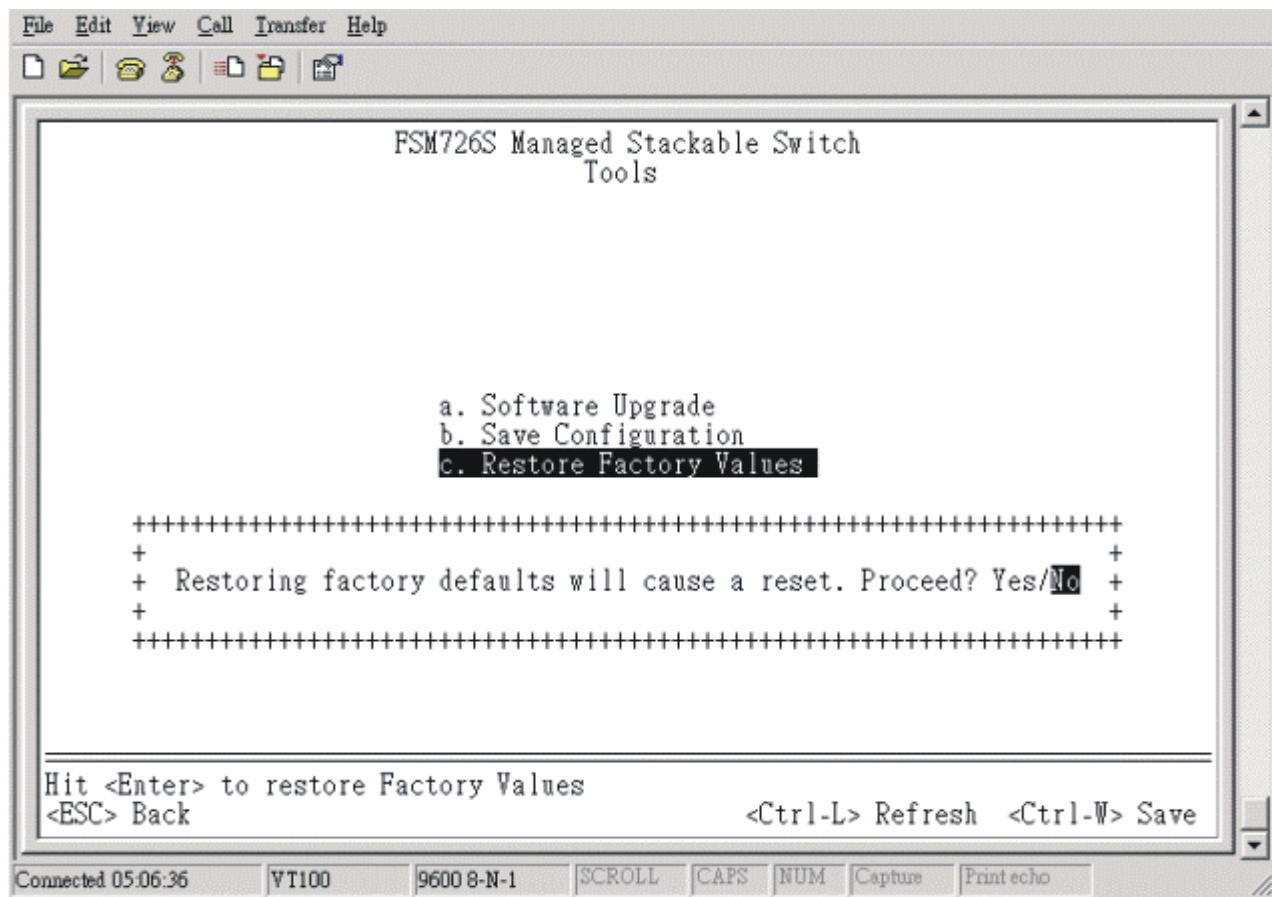 File Edit View Call Transfer Help
FSM726S Managed Stackable Switch
Tools
a. Software Upgrade
b. Save Configuration
c. Restore Factory Values
++++++++++++++++++++++++++++++++++++++++++++++++++++++++++++++++++++
+ +
+ Restoring factory defaults will cause a reset. Proceed? Yes/No +
+ +
++++++++++++++++++++++++++++++++++++++++++++++++++++++++++++++++++++
Hit <Enter> to restore Factory Values
<ESC> Back <Ctrl-L> Refresh <Ctrl-W> Save
Connected 05:06:36 VT100 9600 8-N-1 SCROLL CAPS NUM Capture Print echo